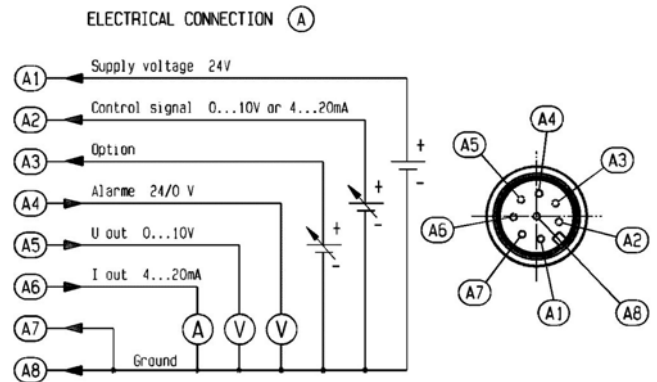 ELECTRICAL CONNECTION A
A1 Supply voltage 24V
A2 Control signal 0...10V or 4...20mA
A3 Option
A4 Alarme 24/0 V
A5 U out 0...10V
A6 I out 4...20mA
A7
A8 Ground
+
-
+
-
+
-
A V V
A4
A5 A3
A6 A2
A7 A1 A8